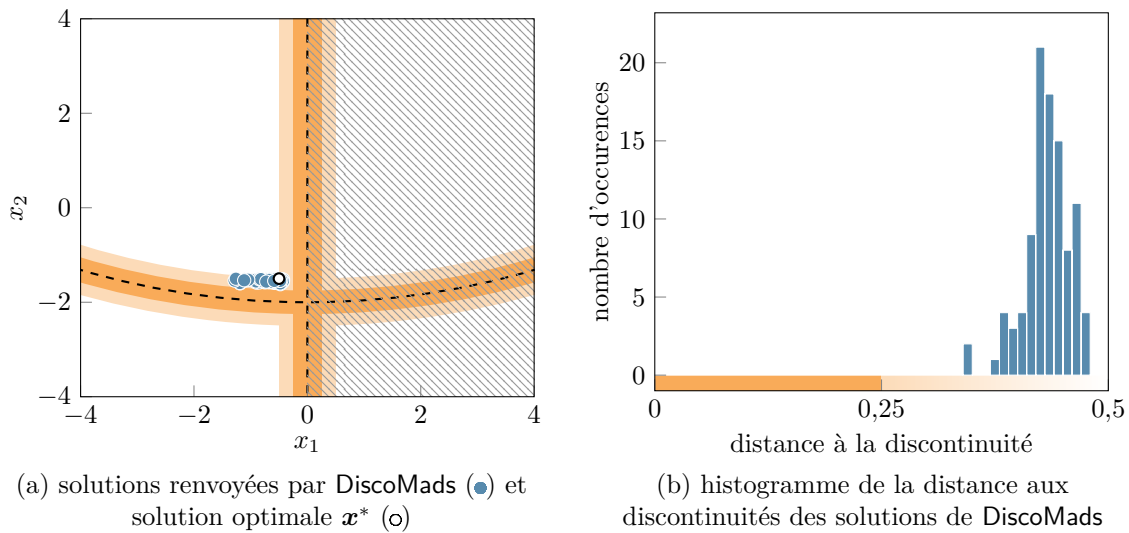 4
2
0
−2
−4
x₂
−4
−2
0
2
4
x₁
(a) solutions renvoyées par DiscoMads (●) et
solution optimale x* (○)
20
15
10
5
0
nombre d'occurences
0
0,25
0,5
distance à la discontinuité
(b) histogramme de la distance aux
discontinuités des solutions de DiscoMads